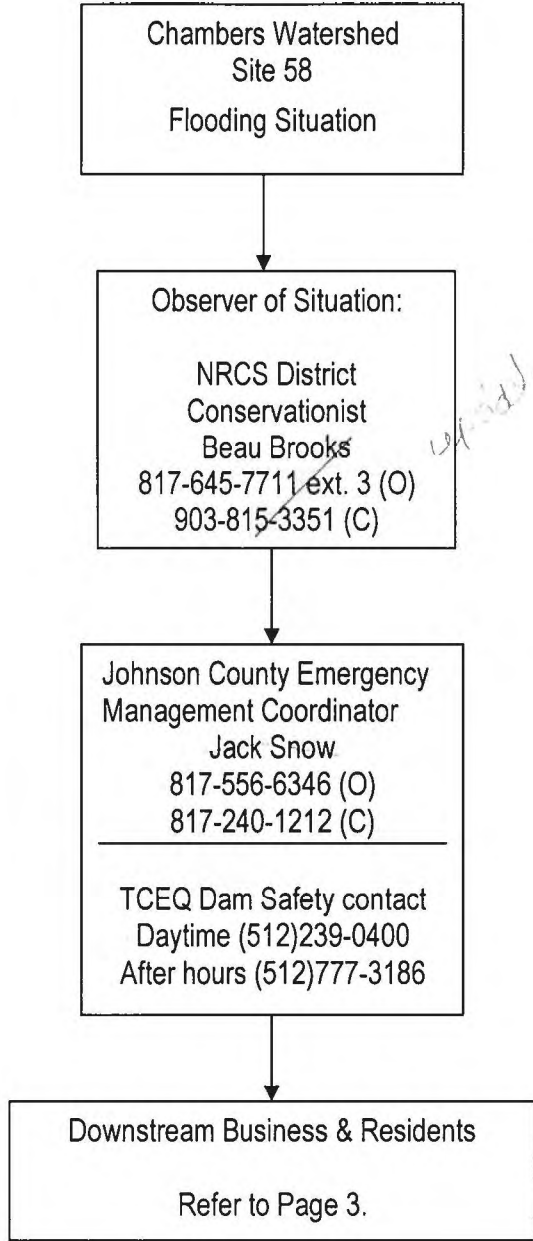 Chambers Watershed
Site 58
Flooding Situation
Observer of Situation:
NRCS District
Conservationist
Beau Brooks
817-645-7711 ext. 3 (O)
903-815-3351 (C)
Johnson County Emergency
Management Coordinator
Jack Snow
817-556-6346 (O)
817-240-1212 (C)
TCEQ Dam Safety contact
Daytime (512)239-0400
After hours (512)777-3186
Downstream Business & Residents
Refer to Page 3.